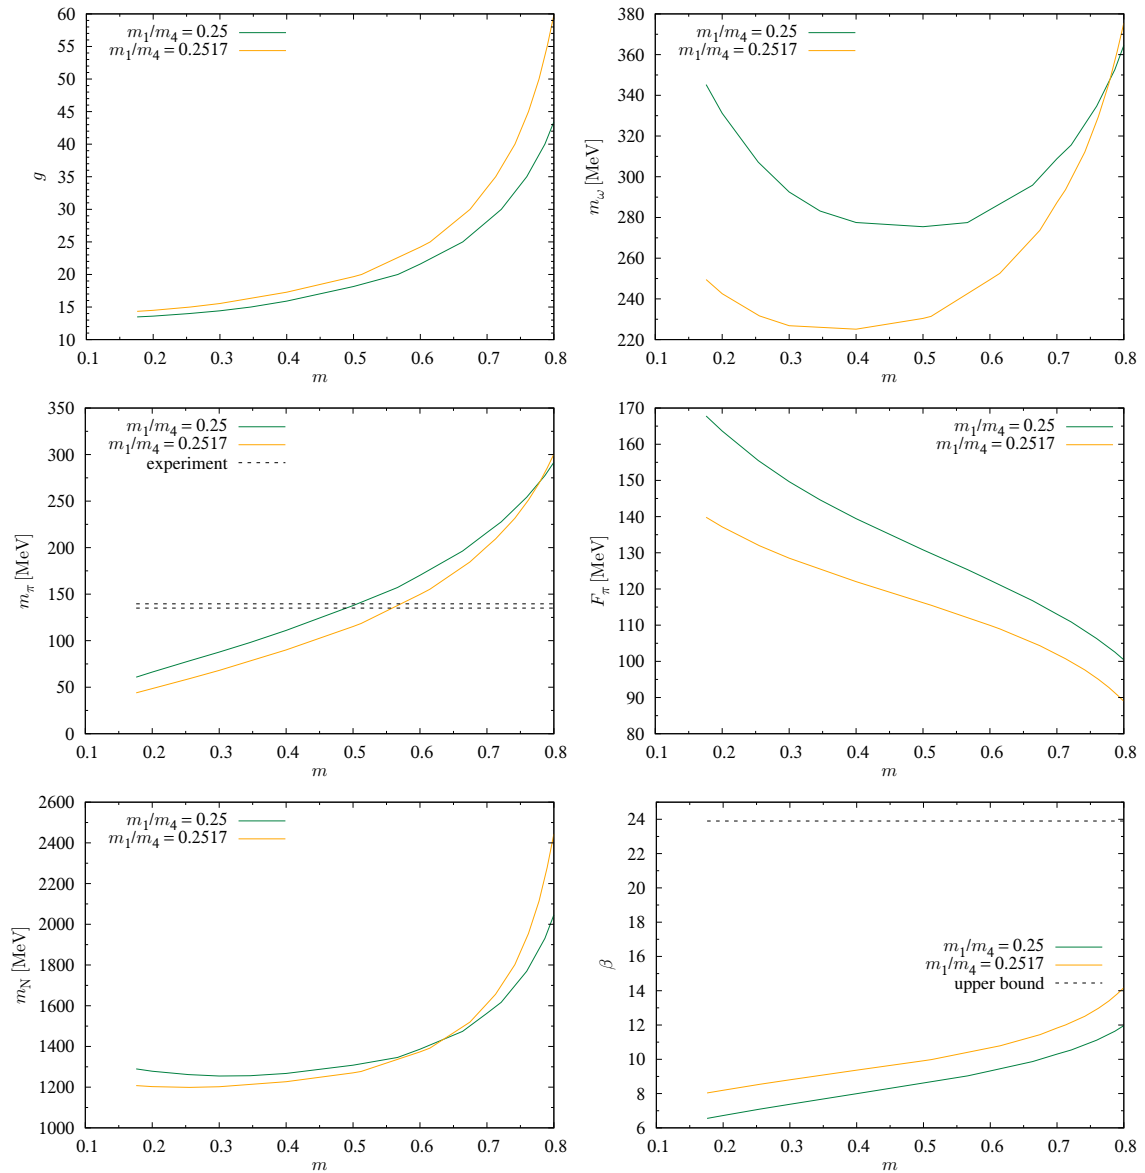 60
55
50
45
40
35
30
25
20
15
10
g
0.1 0.2 0.3 0.4 0.5 0.6 0.7 0.8
m
m₁/m₄ = 0.25
m₁/m₄ = 0.2517
380
360
340
320
300
280
260
240
220
m_ω [MeV]
0.1 0.2 0.3 0.4 0.5 0.6 0.7 0.8
m
m₁/m₄ = 0.25
m₁/m₄ = 0.2517
350
300
250
200
150
100
50
0
m_π [MeV]
0.1 0.2 0.3 0.4 0.5 0.6 0.7 0.8
m
m₁/m₄ = 0.25
m₁/m₄ = 0.2517
experiment
170
160
150
140
130
120
110
100
90
80
F_π [MeV]
0.1 0.2 0.3 0.4 0.5 0.6 0.7 0.8
m
m₁/m₄ = 0.25
m₁/m₄ = 0.2517
2600
2400
2200
2000
1800
1600
1400
1200
1000
m_N [MeV]
0.1 0.2 0.3 0.4 0.5 0.6 0.7 0.8
m
m₁/m₄ = 0.25
m₁/m₄ = 0.2517
24
22
20
18
16
14
12
10
8
6
β
0.1 0.2 0.3 0.4 0.5 0.6 0.7 0.8
m
m₁/m₄ = 0.25
m₁/m₄ = 0.2517
upper bound